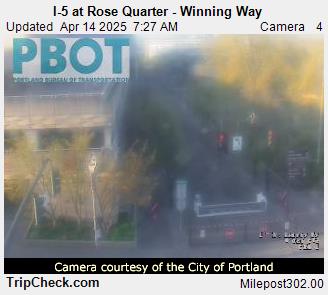 I-5 at Rose Quarter - Winning Way
Updated Apr 14 2025 7:27 AM Camera 4
PBOT
PORTLAND BUREAU OF TRANSPORTATION
Camera courtesy of the City of Portland
TripCheck.com Milepost302.00